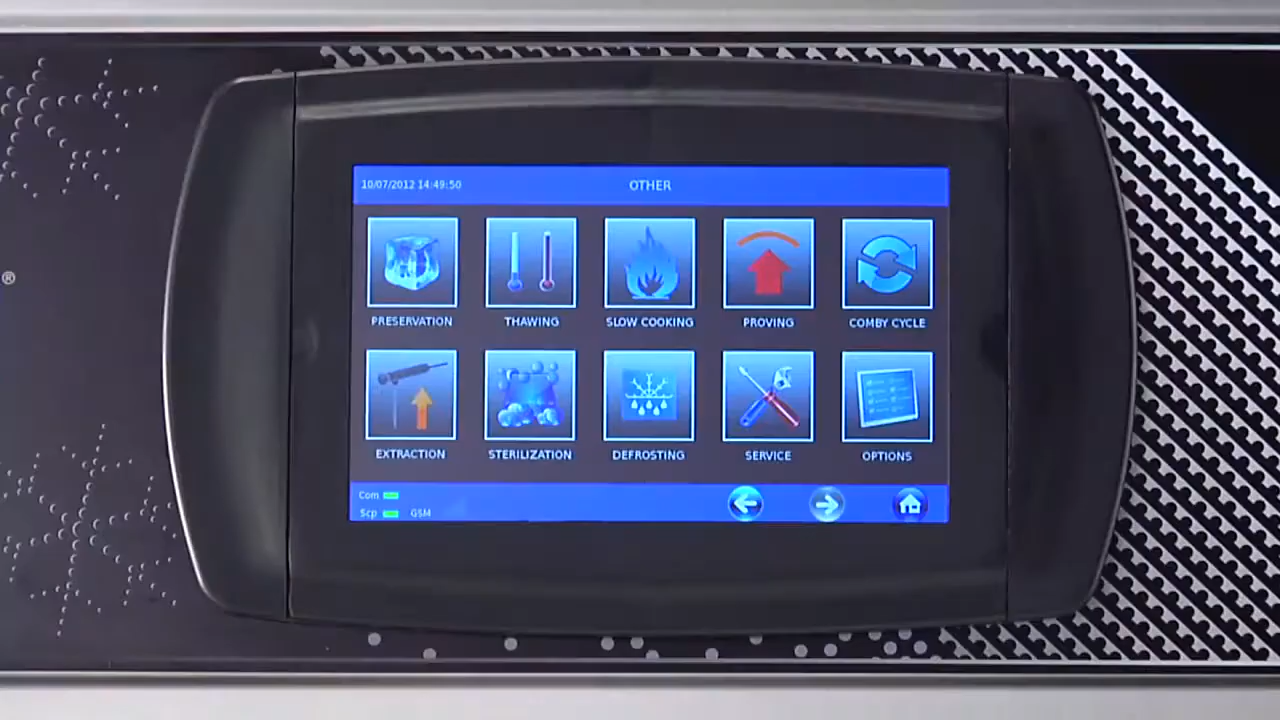 ®
10/07/2012 14:49:50 OTHER
PRESERVATION THAWING SLOW COOKING PROVING COMBY CYCLE
EXTRACTION STERILIZATION DEFROSTING SERVICE OPTIONS
Com
Scp GSM